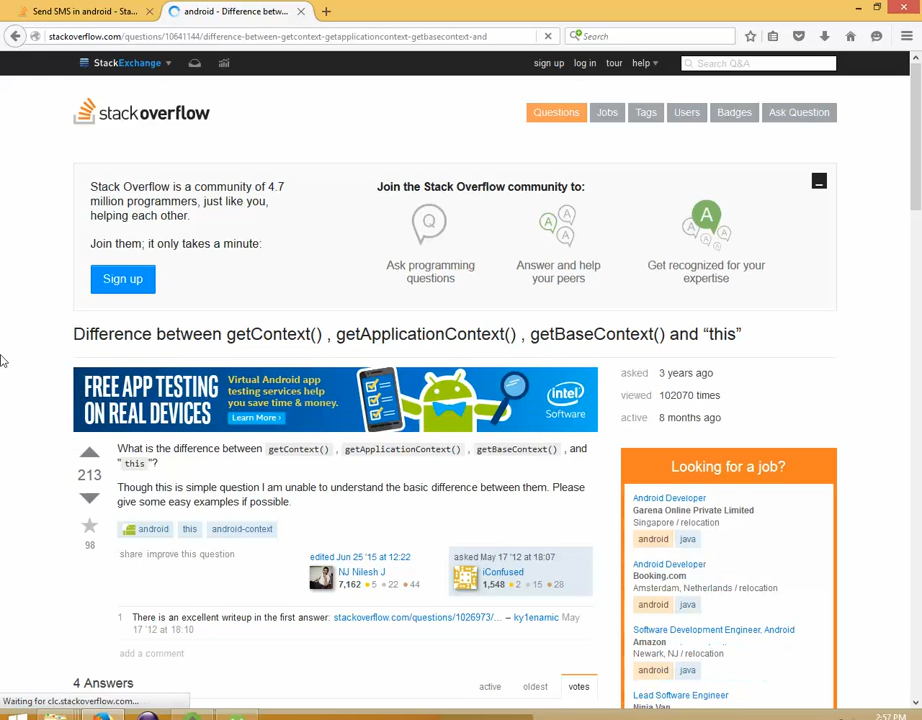 Send SMS in android - Sta...
android - Difference betw...
stackoverflow.com/questions/10641144/difference-between-getcontext-getapplicationcontext-getbasecontext-and
Search
StackExchange
sign up log in tour help
Search Q&A
stackoverflow
Questions Jobs Tags Users Badges Ask Question
Stack Overflow is a community of 4.7
million programmers, just like you,
helping each other.
Join them; it only takes a minute:
Sign up
Join the Stack Overflow community to:
Q
A
A
A
A
A
A
Ask programming
questions
Answer and help
your peers
Get recognized for your
expertise
Difference between getContext() , getApplicationContext() , getBaseContext() and “this”
FREE APP TESTING
ON REAL DEVICES
Virtual Android app
testing services help
you save time & money.
Learn More ›
intel
Software
asked 3 years ago
viewed 102070 times
active 8 months ago
213
98
What is the difference between getContext() , getApplicationContext() , getBaseContext() , and
"this"?
Though this is simple question I am unable to understand the basic difference between them. Please
give some easy examples if possible.
android this android-context
share improve this question
edited Jun 25 '15 at 12:22
NJ Nilesh J
7,162 5 22 44
asked May 17 '12 at 18:07
iConfused
1,548 2 15 28
1 There is an excellent writeup in the first answer: stackoverflow.com/questions/1026973/... – ky1enamic May
17 '12 at 18:10
add a comment
4 Answers
active oldest votes
Looking for a job?
Android Developer
Garena Online Private Limited
Singapore / relocation
android java
Android Developer
Booking.com
Amsterdam, Netherlands / relocation
android java
Software Development Engineer, Android
Amazon
Newark, NJ / relocation
android java
Lead Software Engineer
Ninja Van
Waiting for clc.stackoverflow.com...
2:57 PM